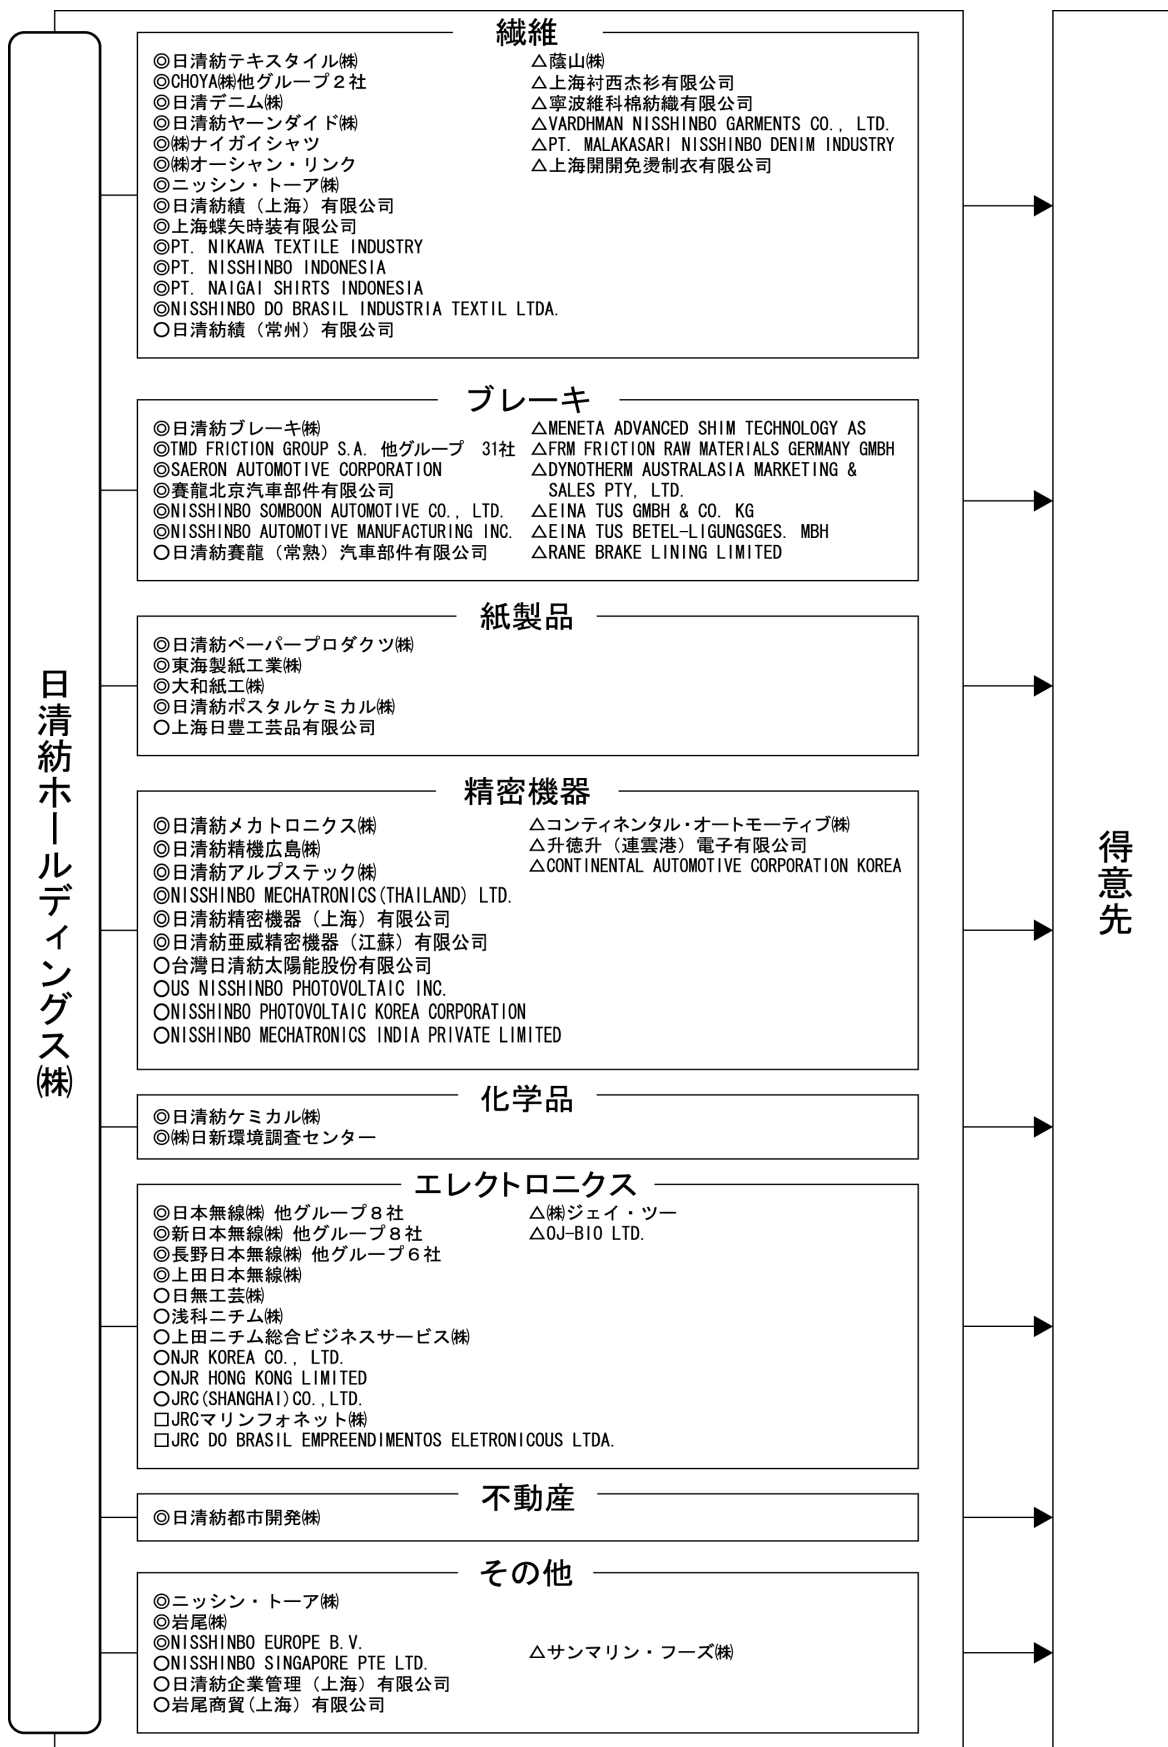 日清紡ホールディングス㈱
繊維
◎日清紡テキスタイル㈱
◎CHOYA㈱他グループ２社
◎日清デニム㈱
◎日清紡ヤーンダイド㈱
◎㈱ナイガイシャツ
◎㈱オーシャン・リンク
◎ニッシン・トーア㈱
◎日清紡績（上海）有限公司
◎上海蝶矢時装有限公司
◎PT. NIKAWA TEXTILE INDUSTRY
◎PT. NISSHINBO INDONESIA
◎PT. NAIGAI SHIRTS INDONESIA
◎NISSHINBO DO BRASIL INDUSTRIA TEXTIL LTDA.
○日清紡績（常州）有限公司
△蔭山㈱
△上海衬西杰衫有限公司
△寧波維科棉紡織有限公司
△VARDHMAN NISSHINBO GARMENTS CO., LTD.
△PT. MALAKASARI NISSHINBO DENIM INDUSTRY
△上海開開免燙制衣有限公司
ブレーキ
◎日清紡ブレーキ㈱
◎TMD FRICTION GROUP S.A. 他グループ　31社
◎SAERON AUTOMOTIVE CORPORATION
◎賽龍北京汽車部件有限公司
◎NISSHINBO SOMBOON AUTOMOTIVE CO., LTD.
◎NISSHINBO AUTOMOTIVE MANUFACTURING INC.
○日清紡賽龍（常熟）汽車部件有限公司
△MENETA ADVANCED SHIM TECHNOLOGY AS
△FRM FRICTION RAW MATERIALS GERMANY GMBH
△DYNOTHERM AUSTRALASIA MARKETING &
SALES PTY, LTD.
△EINA TUS GMBH & CO. KG
△EINA TUS BETEL-LIGUNGSGES. MBH
△RANE BRAKE LINING LIMITED
紙製品
◎日清紡ペーパープロダクツ㈱
◎東海製紙工業㈱
◎大和紙工㈱
◎日清紡ポスタルケミカル㈱
○上海日豊工芸品有限公司
精密機器
◎日清紡メカトロニクス㈱
◎日清紡精機広島㈱
◎日清紡アルプステック㈱
◎NISSHINBO MECHATRONICS(THAILAND) LTD.
◎日清紡精密機器（上海）有限公司
◎日清紡亜威精密機器（江蘇）有限公司
○台灣日清紡太陽能股份有限公司
○US NISSHINBO PHOTOVOLTAIC INC.
○NISSHINBO PHOTOVOLTAIC KOREA CORPORATION
○NISSHINBO MECHATRONICS INDIA PRIVATE LIMITED
△コンティネンタル・オートモーティブ㈱
△升徳升（連雲港）電子有限公司
△CONTINENTAL AUTOMOTIVE CORPORATION KOREA
化学品
◎日清紡ケミカル㈱
◎㈱日新環境調査センター
エレクトロニクス
◎日本無線㈱ 他グループ８社
◎新日本無線㈱ 他グループ８社
◎長野日本無線㈱ 他グループ６社
◎上田日本無線㈱
○日無工芸㈱
○浅科ニチム㈱
○上田ニチム総合ビジネスサービス㈱
○NJR KOREA CO., LTD.
○NJR HONG KONG LIMITED
○JRC(SHANGHAI)CO.,LTD.
□JRCマリンフォネット㈱
□JRC DO BRASIL EMPREENDIMENTOS ELETRONICOUS LTDA.
△㈱ジェイ・ツー
△OJ-BIO LTD.
不動産
◎日清紡都市開発㈱
その他
◎ニッシン・トーア㈱
◎岩尾㈱
◎NISSHINBO EUROPE B.V.
○NISSHINBO SINGAPORE PTE LTD.
○日清紡企業管理（上海）有限公司
○岩尾商貿(上海）有限公司
△サンマリン・フーズ㈱
得意先